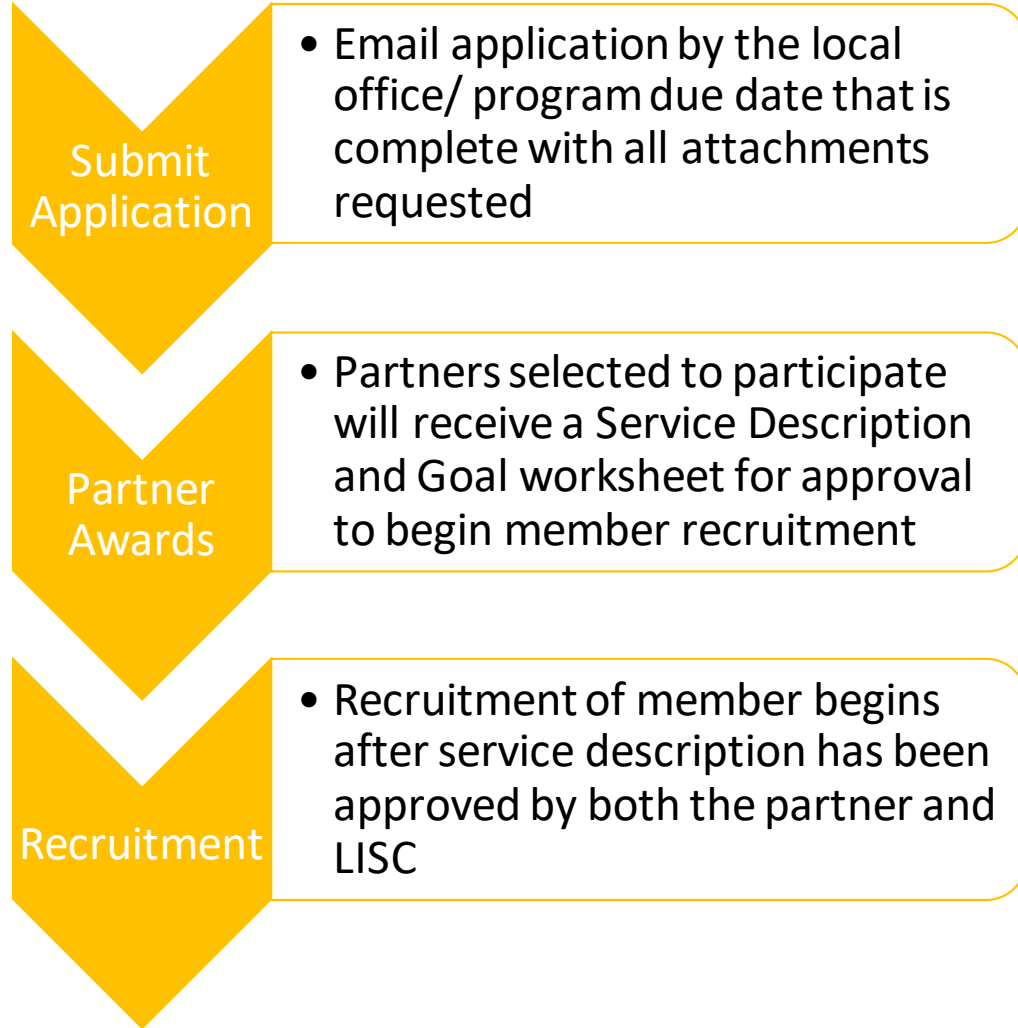 Submit
Application
• Email application by the local
office/ program due date that is
complete with all attachments
requested
Partner
Awards
• Partners selected to participate
will receive a Service Description
and Goal worksheet for approval
to begin member recruitment
Recruitment
• Recruitment of member begins
after service description has been
approved by both the partner and
LISC